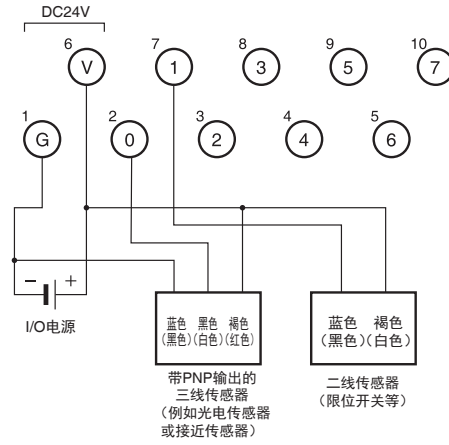 DC24V
6 7 8 9 10
V 1 3 5 7
1 2 3 4 5
G 0 2 4 6
− +
I/O电源
蓝色 黑色 褐色
(黑色) (白色) (红色)
蓝色 褐色
(黑色) (白色)
带PNP输出的
三线传感器
(例如光电传感器
或接近传感器)
二线传感器
(限位开关等)